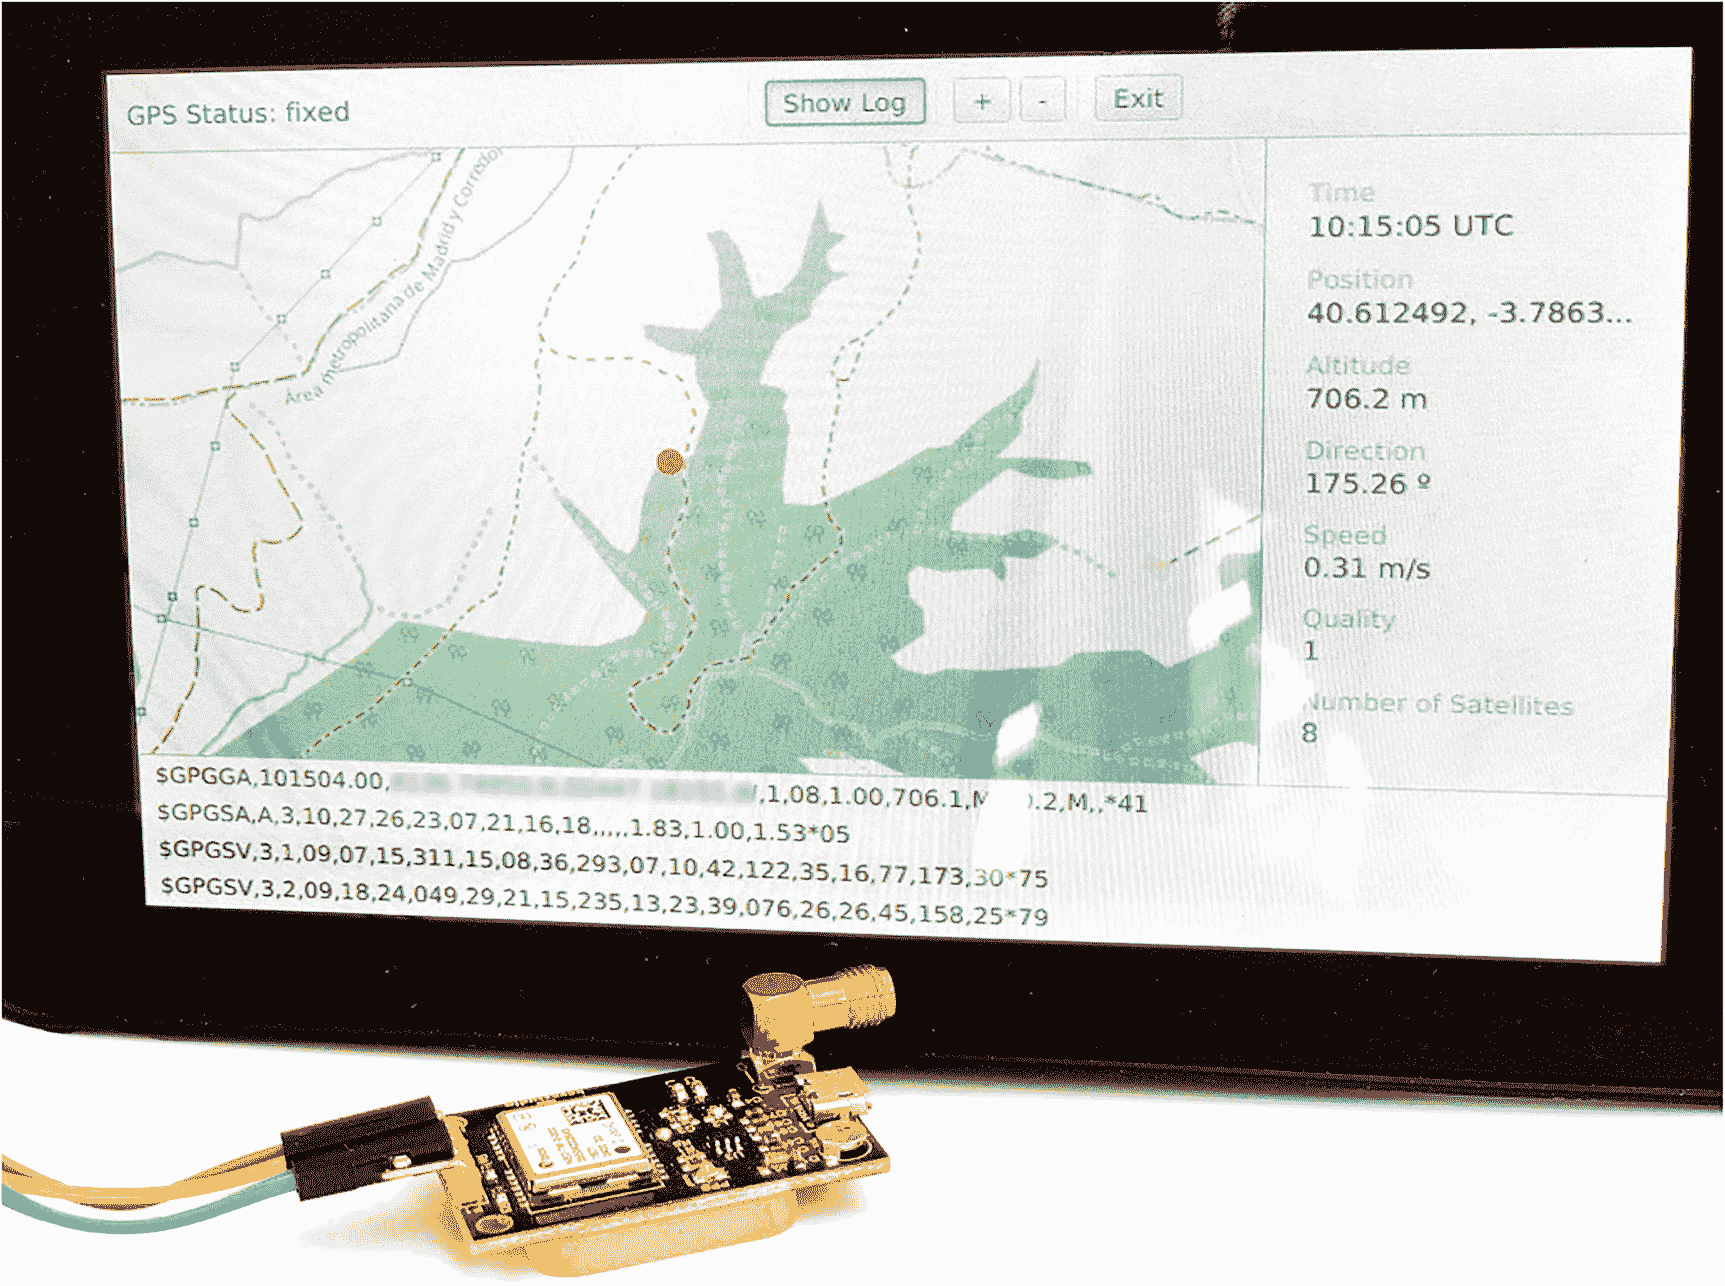 GPS Status: fixed
Show Log
+
-
Exit
Área metropolitana de Madrid y Corredo
Time
10:15:05 UTC
Position
40.612492, -3.7863...
Altitude
706.2 m
Direction
175.26 º
Speed
0.31 m/s
Quality
1
Number of Satellites
8
$GPGGA,101504.00,
,1,08,1.00,706.1,M
.2,M,,*41
$GPGSA,A,3,10,27,26,23,07,21,16,18,,,,,1.83,1.00,1.53*05
$GPGSV,3,1,09,07,15,311,15,08,36,293,07,10,42,122,35,16,77,173,30*75
$GPGSV,3,2,09,18,24,049,29,21,15,235,13,23,39,076,26,26,45,158,25*79